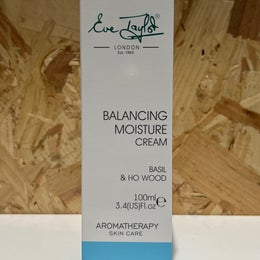 Eve Taylor®
LONDON
Est. 1963
BALANCING
MOISTURE
CREAM
BASIL
& HO WOOD
100ml e
3.4(US)Fl.oz
AROMATHERAPY
SKIN CARE